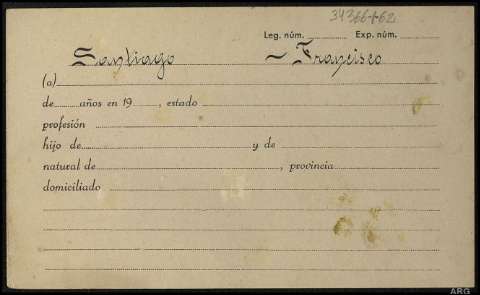 34366-1-62
Leg. núm. Exp. núm.
Santiago — Francisco
(a)
de años en 19 , estado
profesión
hijo de y de
natural de , provincia
domiciliado
ARG